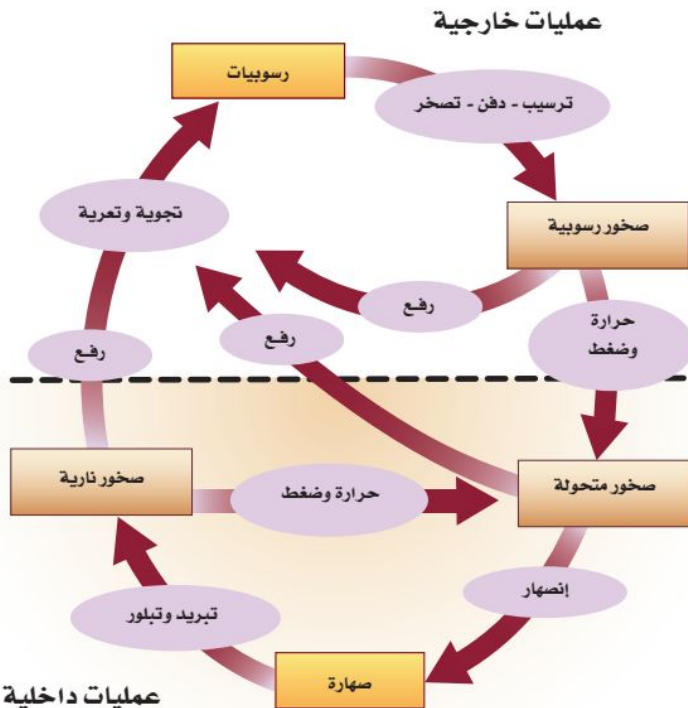 عمليات خارجية
رسوبيات
ترسيب - دفن - تصخر
تجوية وتعرية
صخور رسوبية
رفع
حرارة
وضغط
رفع
رفع
صخور نارية
حرارة وضغط
صخور متحولة
إنصهار
تبريد وتبلور
صهارة
عمليات داخلية